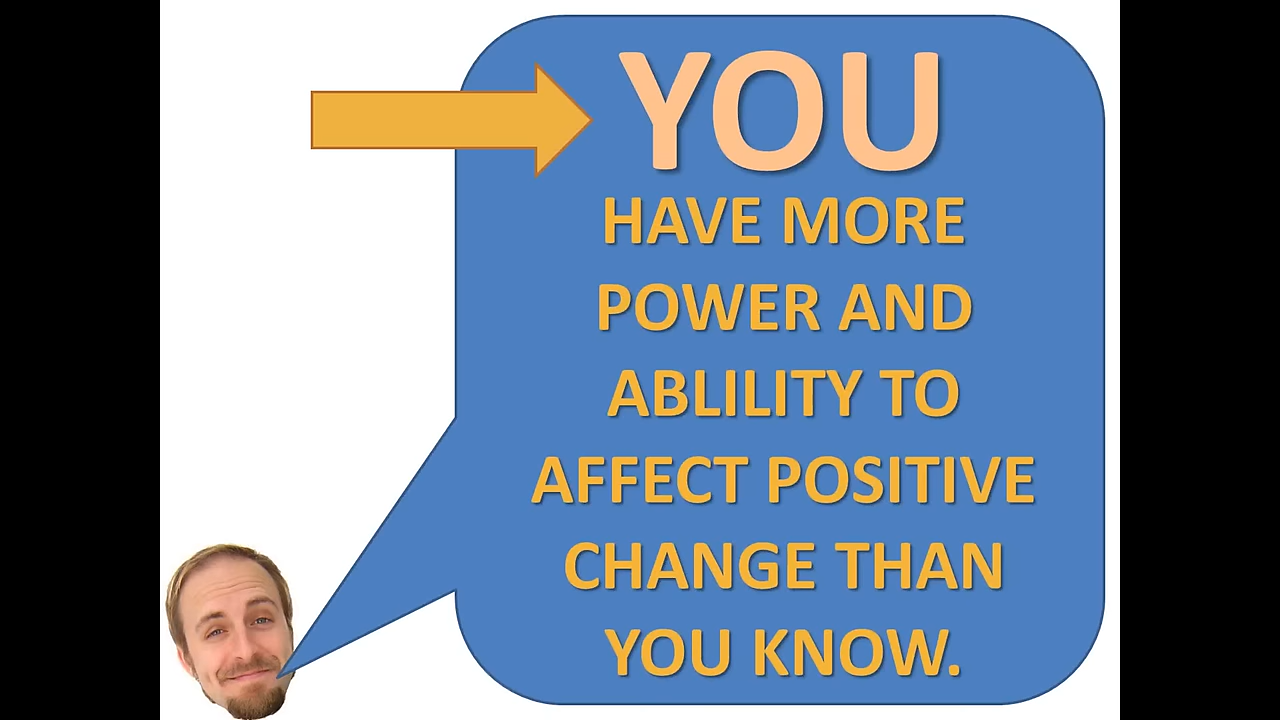 YOU
HAVE MORE
POWER AND
ABLILITY TO
AFFECT POSITIVE
CHANGE THAN
YOU KNOW.